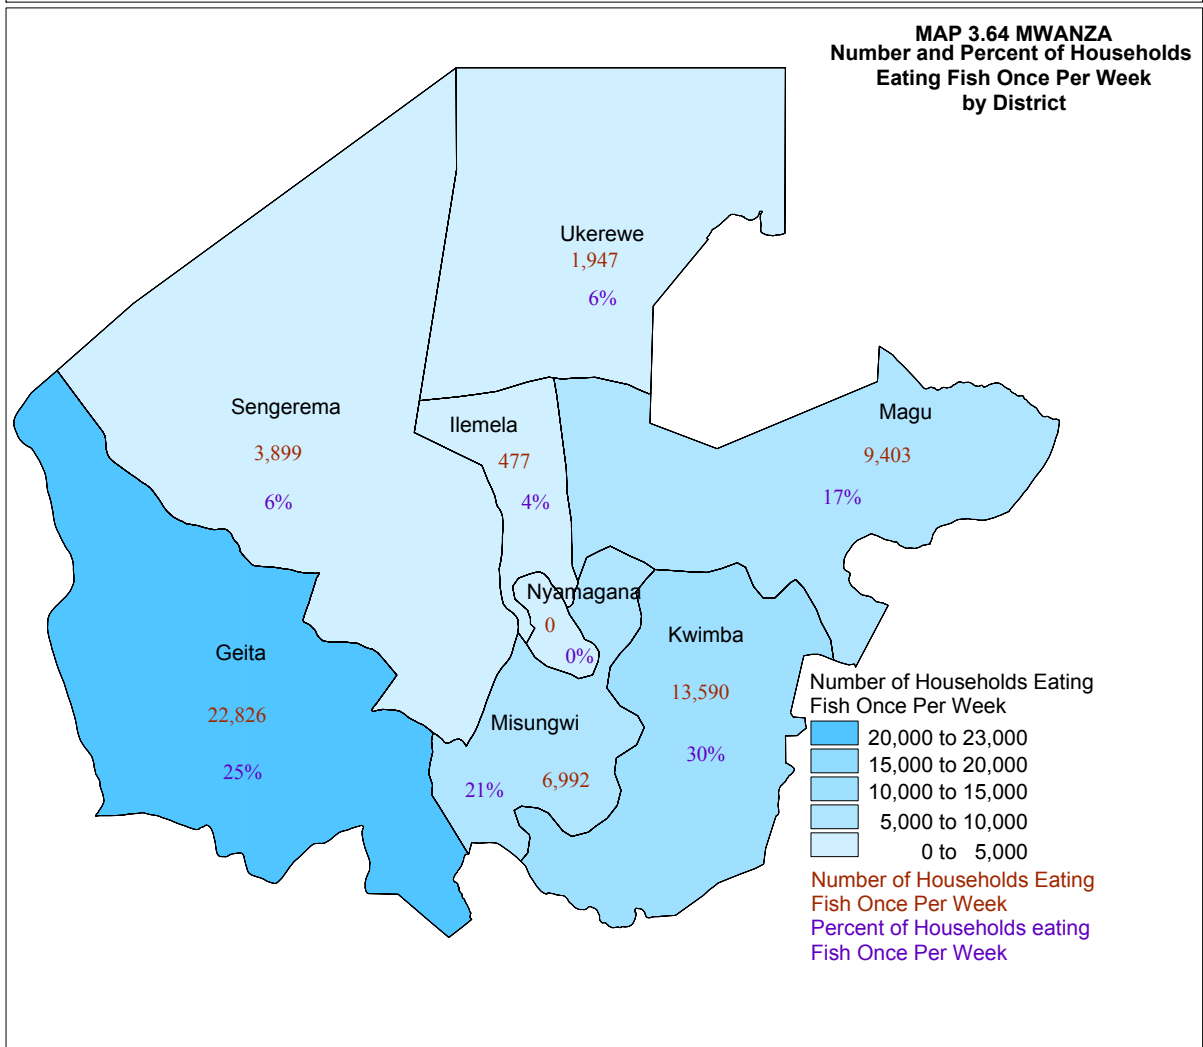 MAP 3.64 MWANZA
Number and Percent of Households
Eating Fish Once Per Week
by District
Ukerewe
1,947
6%
Sengerema
3,899
6%
Ilemela
477
4%
Magu
9,403
17%
Nyamagana
0
0%
Kwimba
13,590
30%
Geita
22,826
25%
Misungwi
21%
6,992
Number of Households Eating
Fish Once Per Week
20,000 to 23,000
15,000 to 20,000
10,000 to 15,000
5,000 to 10,000
0 to 5,000
Number of Households Eating
Fish Once Per Week
Percent of Households eating
Fish Once Per Week